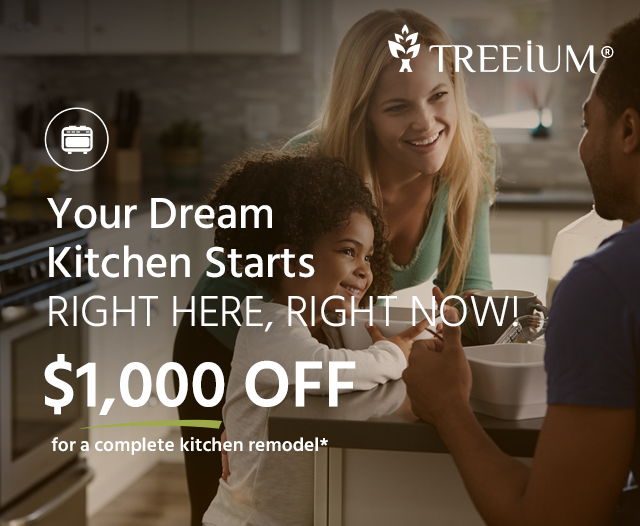 TREEIUM®
Your Dream
Kitchen Starts
RIGHT HERE, RIGHT NOW!
$1,000 OFF
for a complete kitchen remodel*